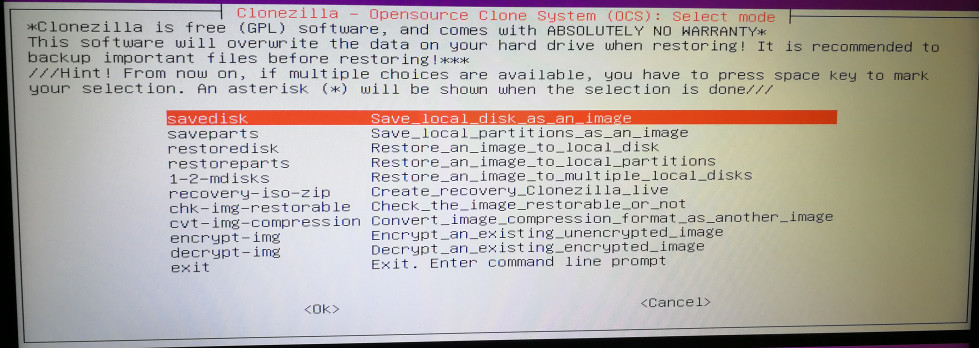 Clonezilla - Opensource Clone System (OCS): Select mode
*Clonezilla is free (GPL) software, and comes with ABSOLUTELY NO WARRANTY*
This software will overwrite the data on your hard drive when restoring! It is recommended to
backup important files before restoring!***
///Hint! From now on, if multiple choices are available, you have to press space key to mark
your selection. An asterisk (*) will be shown when the selection is done///
savedisk Save_local_disk_as_an_image
saveparts Save_local_partitions_as_an_image
restoredisk Restore_an_image_to_local_disk
restoreparts Restore_an_image_to_local_partitions
1-2-mdisks Restore_an_image_to_multiple_local_disks
recovery-iso-zip Create_recovery_Clonezilla_live
chk-img-restorable Check_the_image_restorable_or_not
cvt-img-compression Convert_image_compression_format_as_another_image
encrypt-img Encrypt_an_existing_unencrypted_image
decrypt-img Decrypt_an_existing_encrypted_image
exit Exit. Enter command line prompt
<Ok> <Cancel>